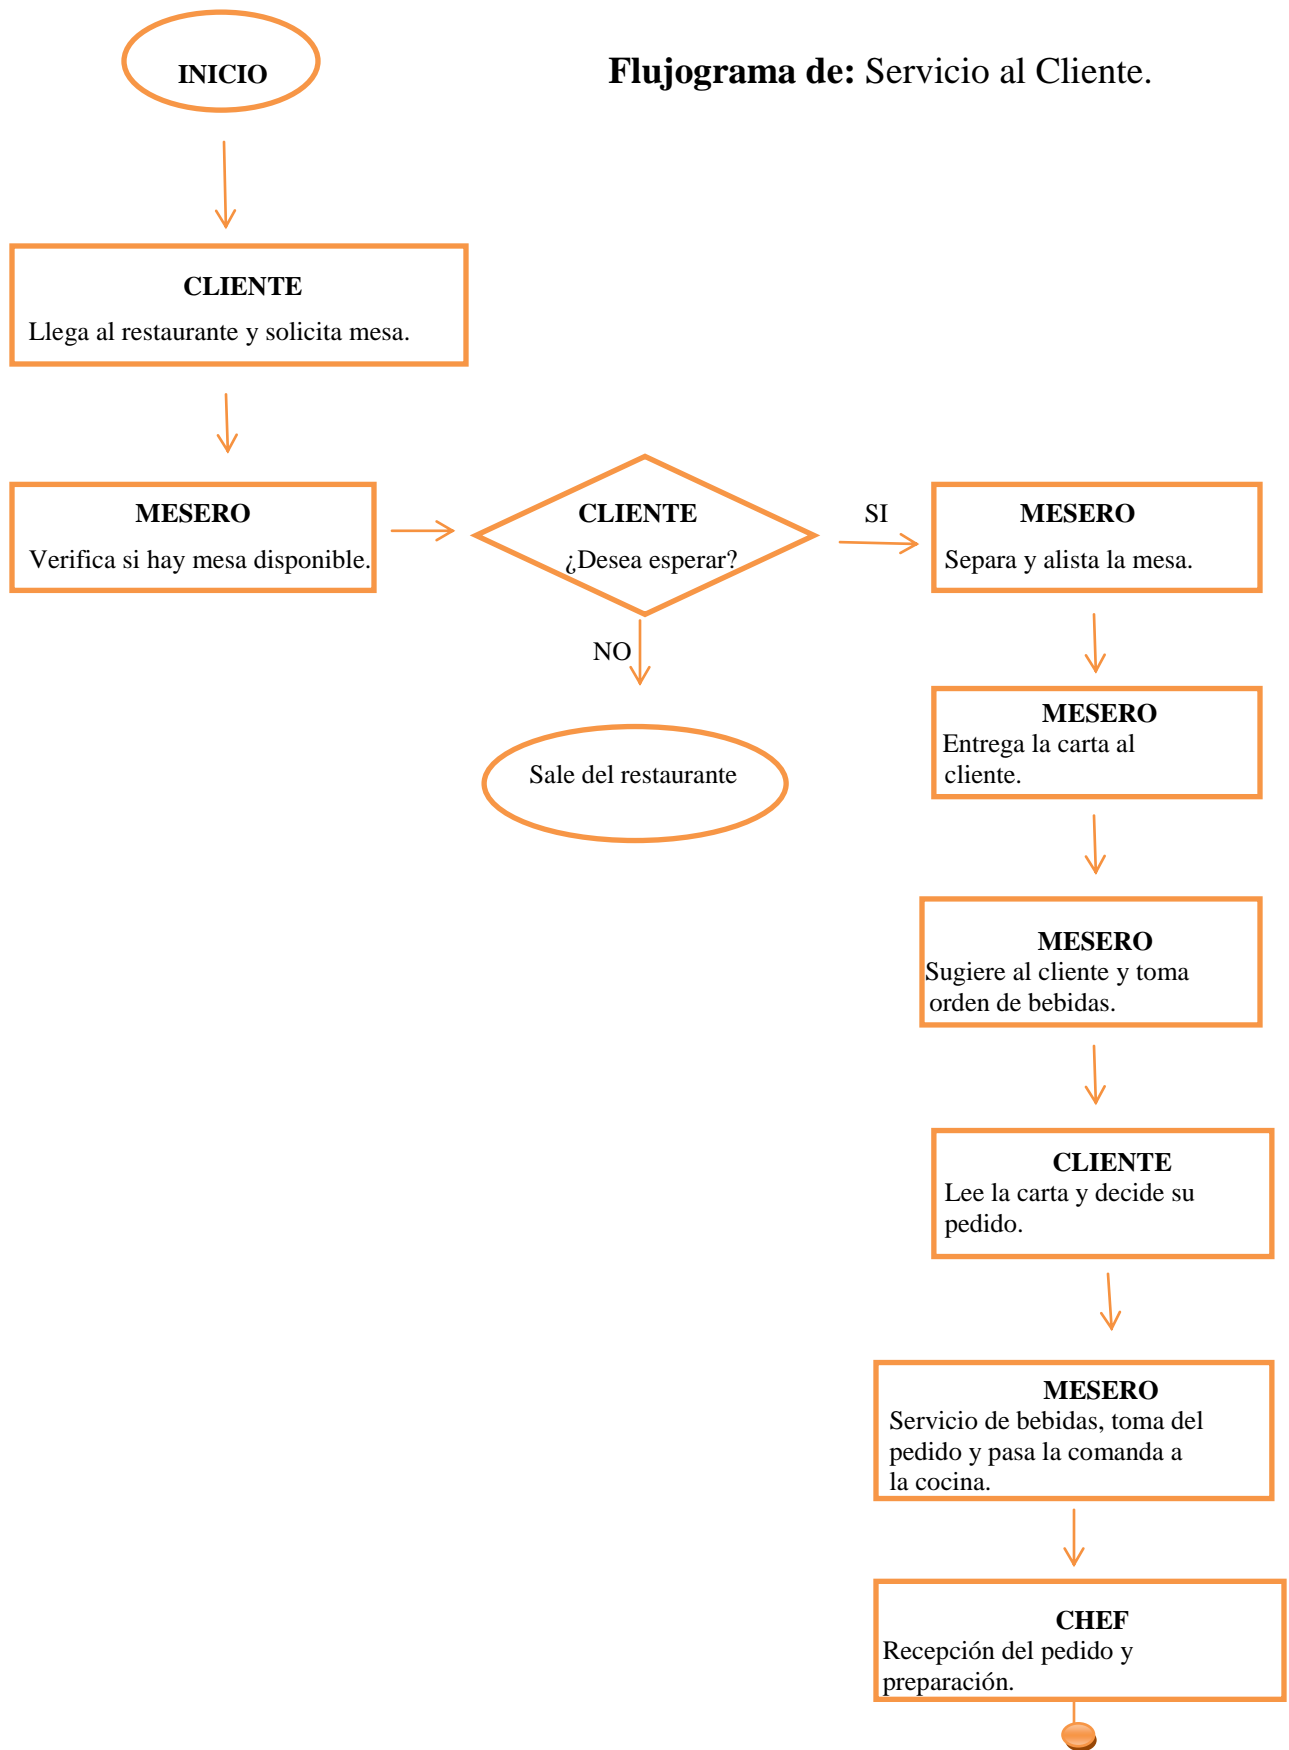 INICIO
Flujograma de: Servicio al Cliente.
CLIENTE
Llega al restaurante y solicita mesa.
MESERO
Verifica si hay mesa disponible.
CLIENTE
¿Desea esperar?
SI
MESERO
Separa y alista la mesa.
NO
Sale del restaurante
MESERO
Entrega la carta al
cliente.
MESERO
Sugiere al cliente y toma
orden de bebidas.
CLIENTE
Lee la carta y decide su
pedido.
MESERO
Servicio de bebidas, toma del
pedido y pasa la comanda a
la cocina.
CHEF
Recepción del pedido y
preparación.